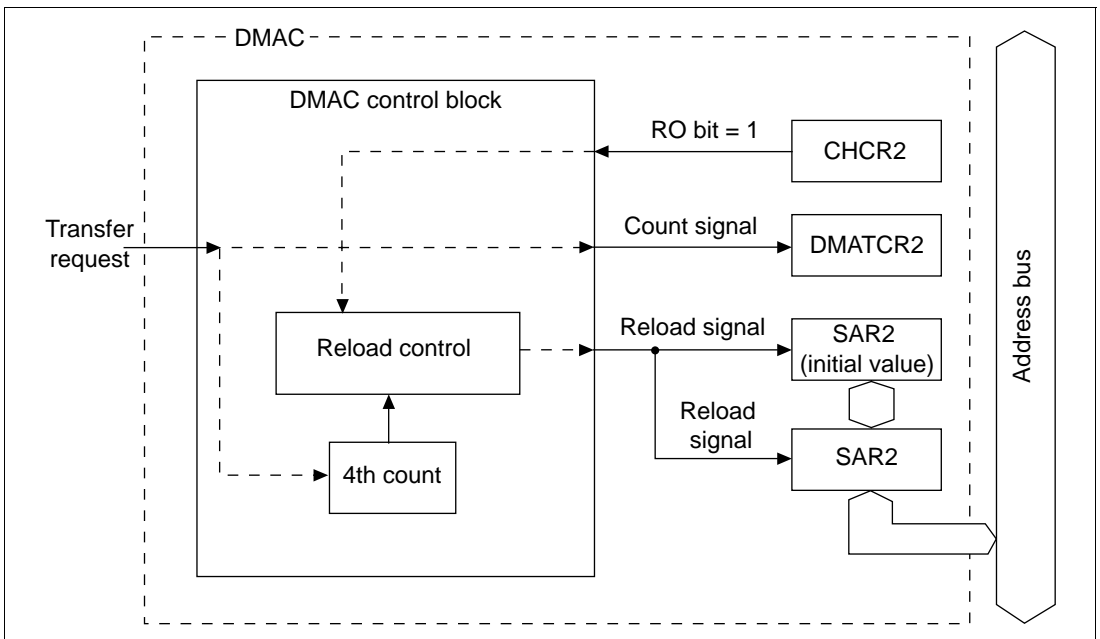 DMAC
DMAC control block
RO bit = 1
CHCR2
Transfer
request
Count signal
DMATCR2
Reload control
Reload signal
SAR2
(initial value)
Reload
signal
4th count
SAR2
Address bus